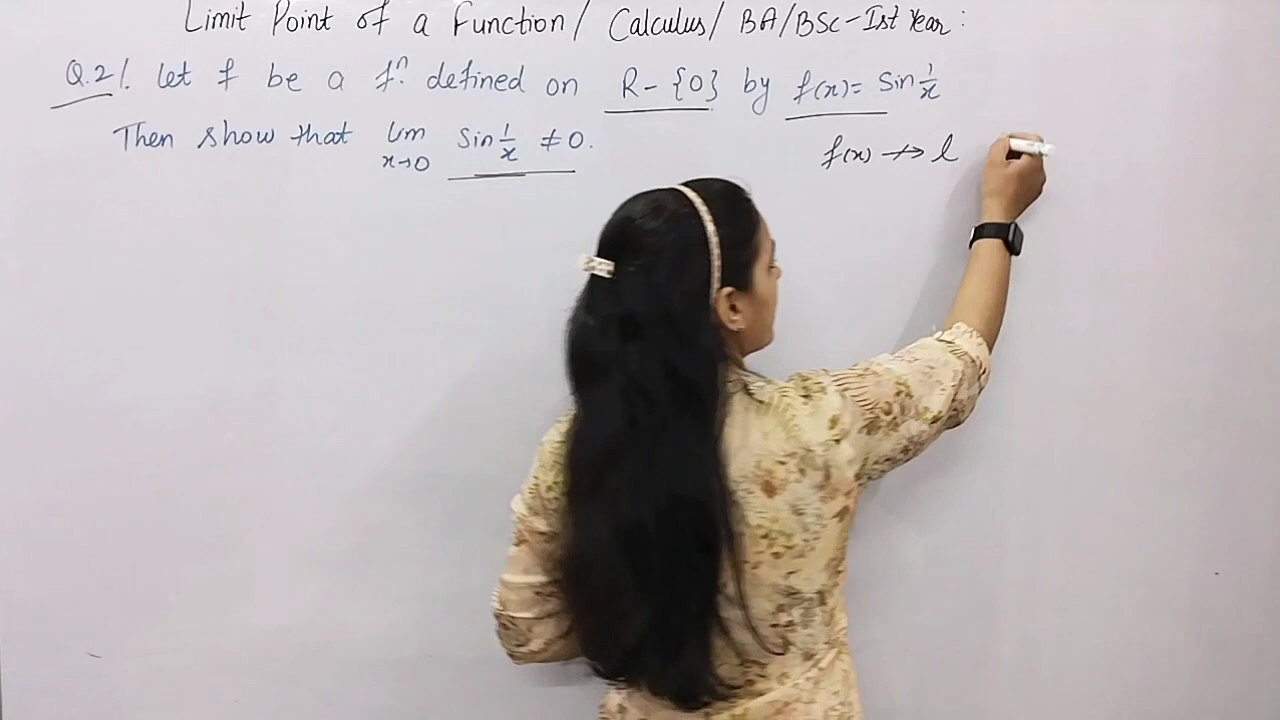 Limit Point of a Function/ Calculus/ BA/BSc-Ist Year:
Q.2/. Let f be a fⁿ. defined on R-{0} by f(x)= Sin 1/x
Then show that lim x→0 Sin 1/x ≠ 0.
f(x) ↛ l